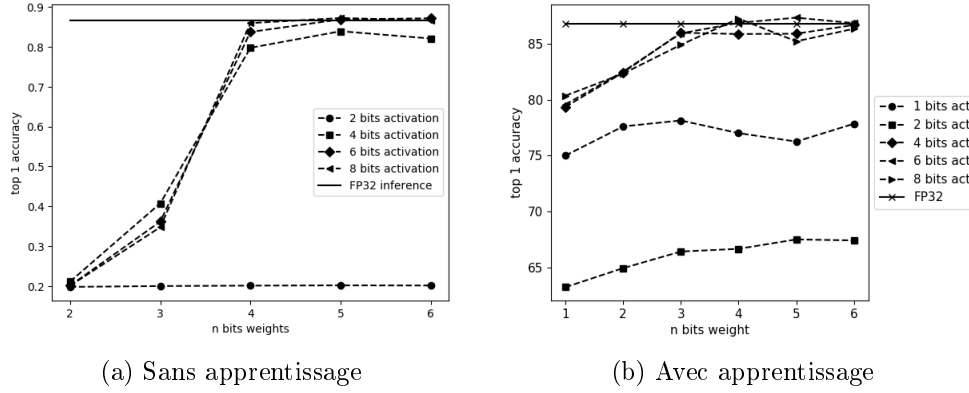 0.9
0.8
0.7
0.6
0.5
0.4
0.3
0.2
top 1 accuracy
2 3 4 5 6
n bits weights
2 bits activation
4 bits activation
6 bits activation
8 bits activation
FP32 inference
(a) Sans apprentissage
85
80
75
70
65
top 1 accuracy
1 2 3 4 5 6
n bits weight
1 bits act
2 bits act
4 bits act
6 bits act
8 bits act
FP32
(b) Avec apprentissage